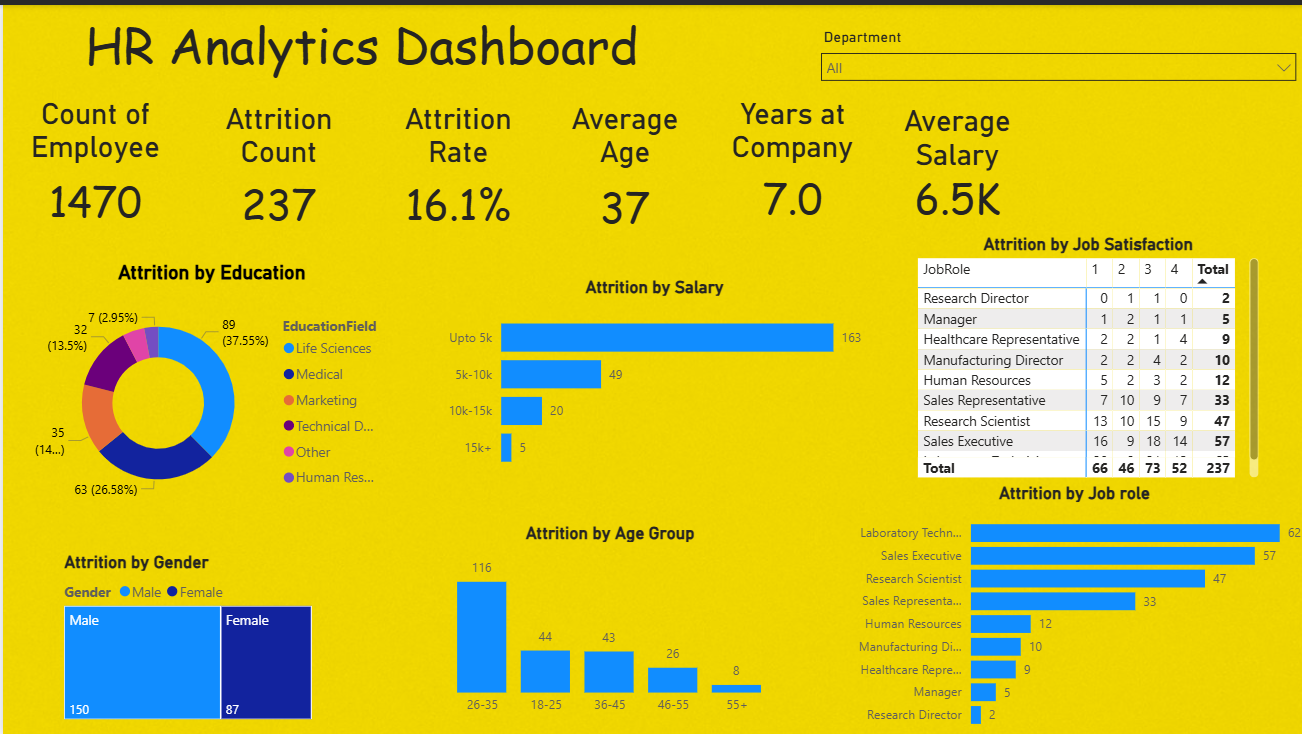 HR Analytics Dashboard
Department
All
Count of
Employee
1470
Attrition
Count
237
Attrition
Rate
16.1%
Average
Age
37
Years at
Company
7.0
Average
Salary
6.5K
Attrition by Education
7 (2.95%)
32
(13.5%)
35
(14...)
63 (26.58%)
89
(37.55%)
EducationField
Life Sciences
Medical
Marketing
Technical D...
Other
Human Res...
Attrition by Salary
Upto 5k 163
5k-10k 49
10k-15k 20
15k+ 5
Attrition by Job Satisfaction
JobRole 1 2 3 4 Total
Research Director 0 1 1 0 2
Manager 1 2 1 1 5
Healthcare Representative 2 2 1 4 9
Manufacturing Director 2 2 4 2 10
Human Resources 5 2 3 2 12
Sales Representative 7 10 9 7 33
Research Scientist 13 10 15 9 47
Sales Executive 16 9 18 14 57
Total 66 46 73 52 237
Attrition by Gender
Gender Male Female
Male
150
Female
87
Attrition by Age Group
116
44
43
26
8
26-35 18-25 36-45 46-55 55+
Attrition by Job role
Laboratory Techn... 62
Sales Executive 57
Research Scientist 47
Sales Representa... 33
Human Resources 12
Manufacturing Di... 10
Healthcare Repre... 9
Manager 5
Research Director 2